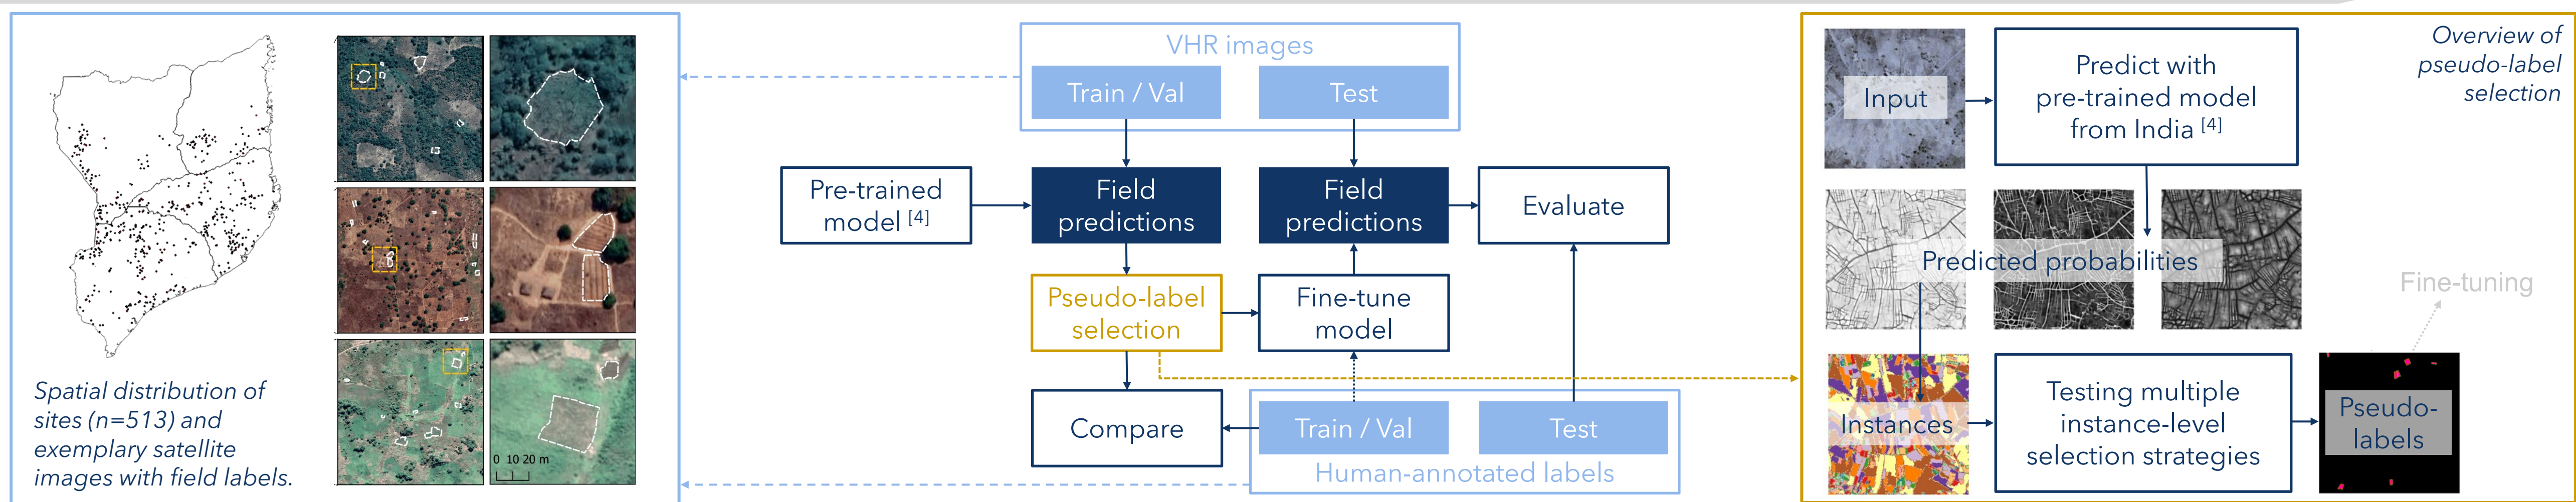 Spatial distribution of
sites (n=513) and
exemplary satellite
images with field labels.
0 10 20 m
VHR images
Train / Val
Test
Pre-trained
model [4]
Field
predictions
Field
predictions
Evaluate
Pseudo-label
selection
Fine-tune
model
Compare
Train / Val
Test
Human-annotated labels
Overview of
pseudo-label
selection
Input
Predict with
pre-trained model
from India [4]
Predicted probabilities
Fine-tuning
Instances
Testing multiple
instance-level
selection strategies
Pseudo-
labels